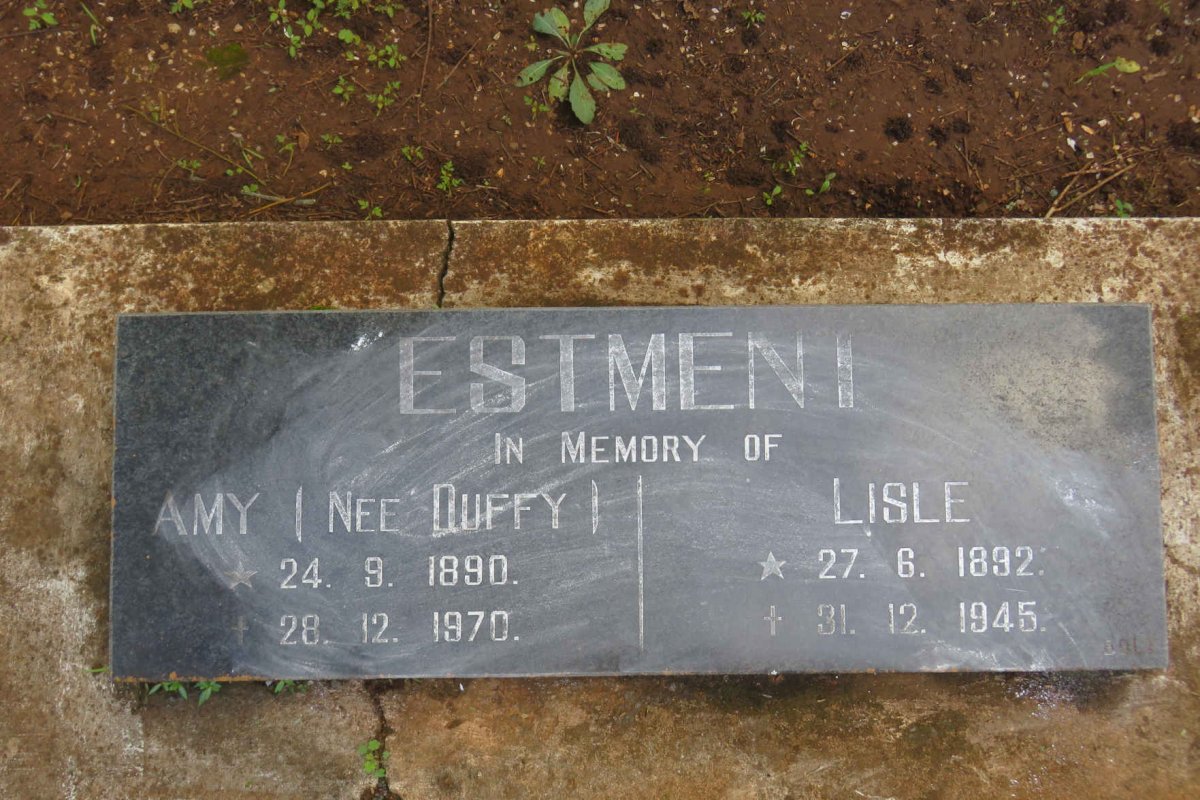 ESTMENT
IN MEMORY OF
AMY (NEE DUFFY)
★ 24. 9. 1890.
✝ 28. 12. 1970.
LISLE
★ 27. 6. 1892.
✝ 31. 12. 1945.